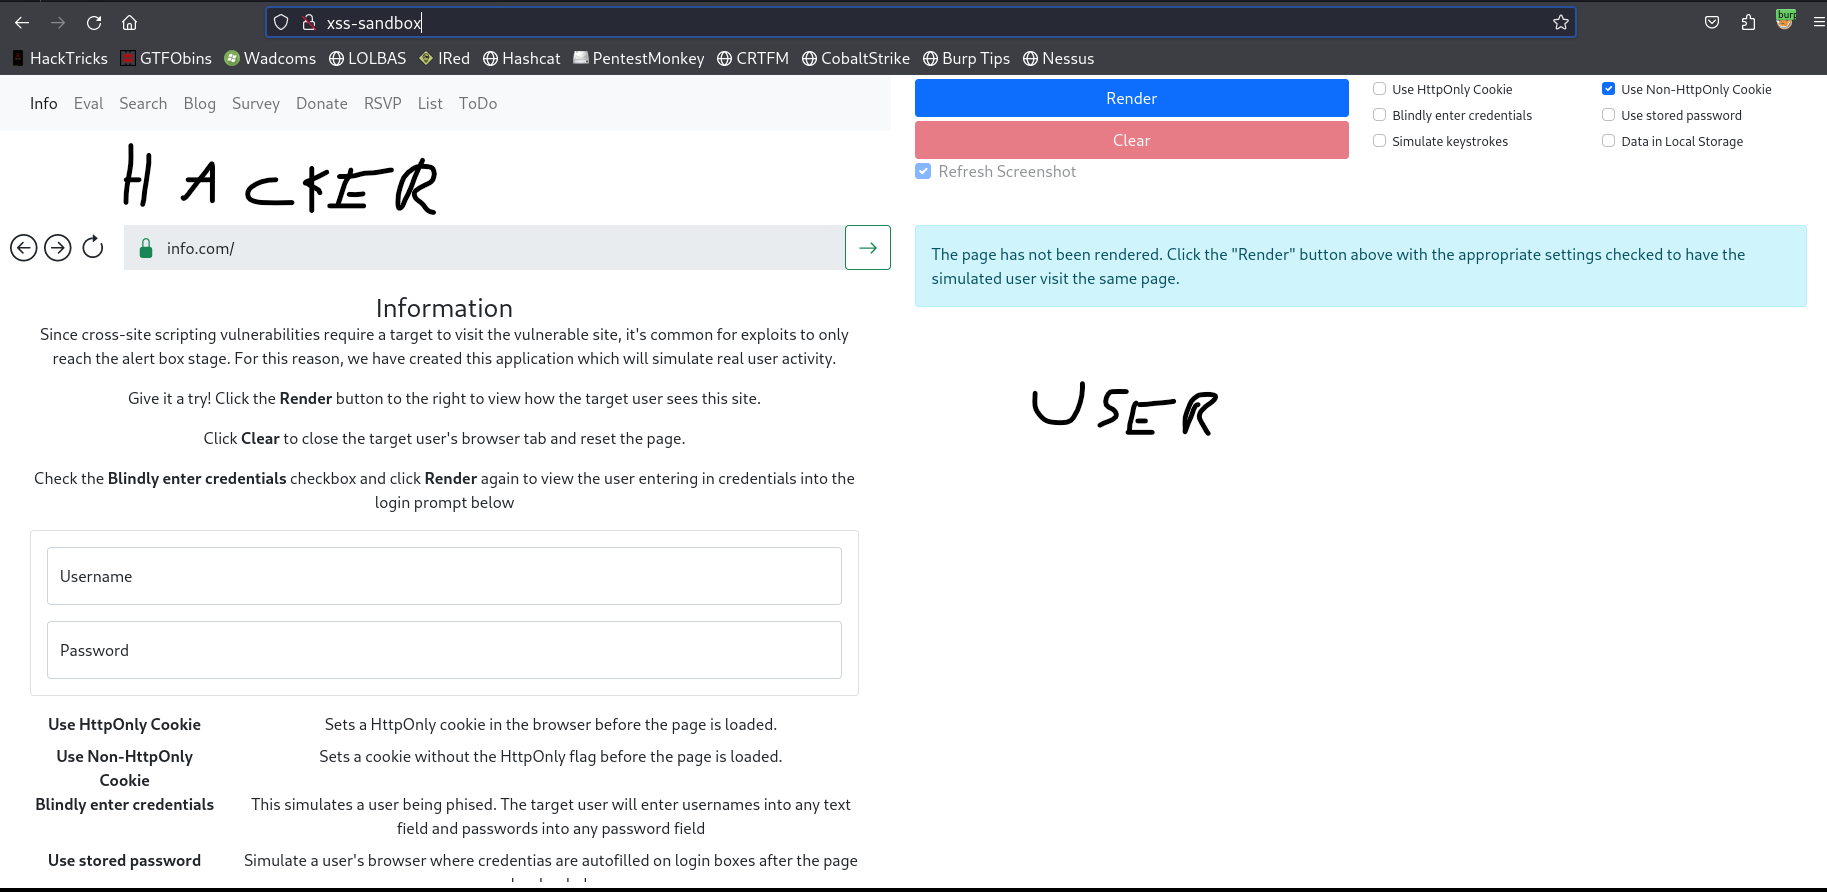 xss-sandbox
HackTricks GTFObins Wadcoms LOLBAS IRed Hashcat PentestMonkey CRTFM CobaltStrike Burp Tips Nessus
Info Eval Search Blog Survey Donate RSVP List ToDo
HACKER
info.com/
Information
Since cross-site scripting vulnerabilities require a target to visit the vulnerable site, it's common for exploits to only
reach the alert box stage. For this reason, we have created this application which will simulate real user activity.
Give it a try! Click the Render button to the right to view how the target user sees this site.
Click Clear to close the target user's browser tab and reset the page.
Check the Blindly enter credentials checkbox and click Render again to view the user entering in credentials into the
login prompt below
Username
Password
Use HttpOnly Cookie Sets a HttpOnly cookie in the browser before the page is loaded.
Use Non-HttpOnly
Cookie
Sets a cookie without the HttpOnly flag before the page is loaded.
Blindly enter credentials
This simulates a user being phised. The target user will enter usernames into any text
field and passwords into any password field
Use stored password
Simulate a user's browser where credentias are autofilled on login boxes after the page
Render
Clear
Refresh Screenshot
Use HttpOnly Cookie
Use Non-HttpOnly Cookie
Blindly enter credentials
Use stored password
Simulate keystrokes
Data in Local Storage
The page has not been rendered. Click the "Render" button above with the appropriate settings checked to have the
simulated user visit the same page.
USER